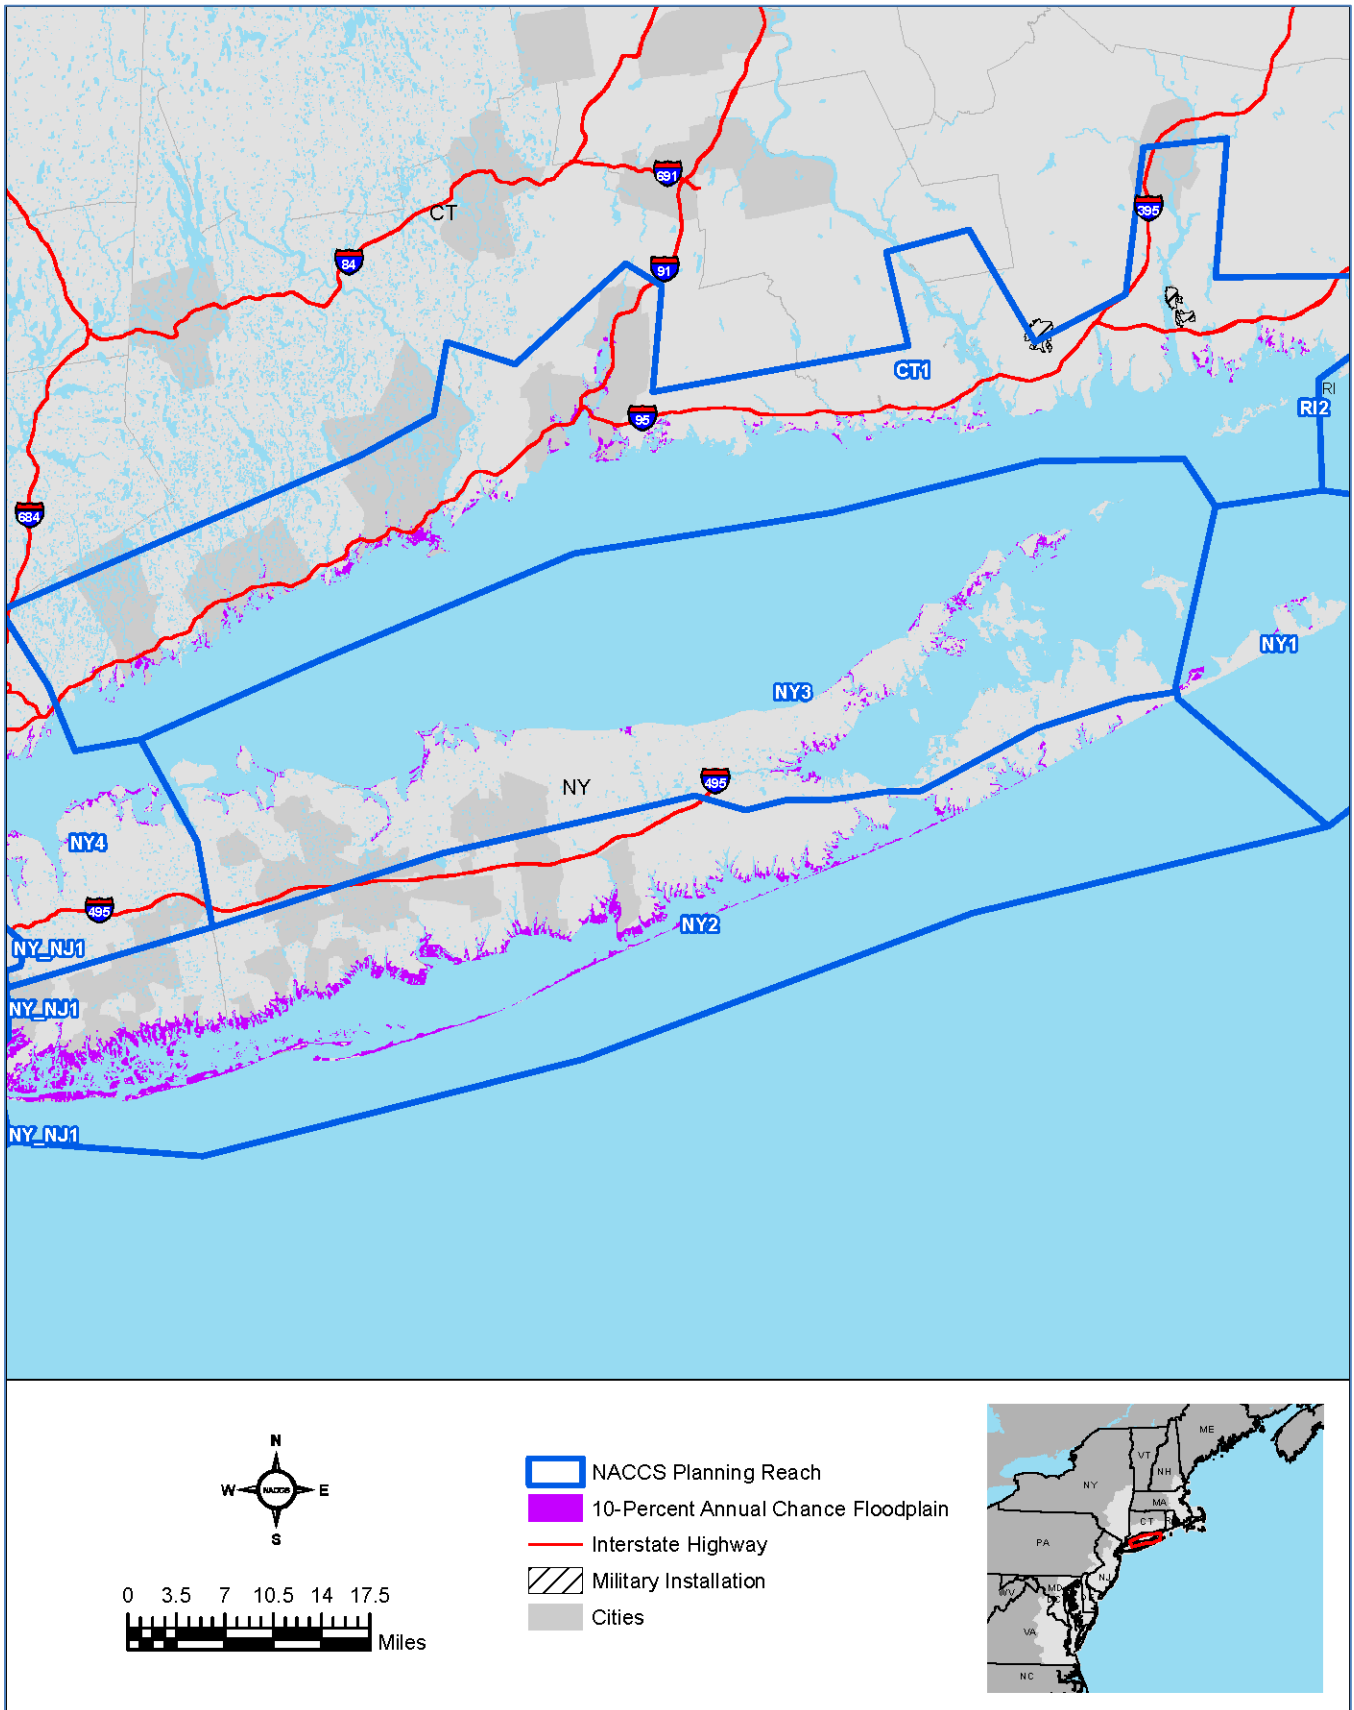 691
CT
395
84
91
CT1
RI
RI2
95
684
NY1
NY3
495
NY
NY4
495
NY2
NY_NJ1
NY_NJ1
NY_NJ1
N
W
NACCS
E
S
0 3.5 7 10.5 14 17.5
Miles
NACCS Planning Reach
10-Percent Annual Chance Floodplain
Interstate Highway
Military Installation
Cities
ME
VT
NH
NY
MA
CT
PA
NJ
MD
WV
VA
NC